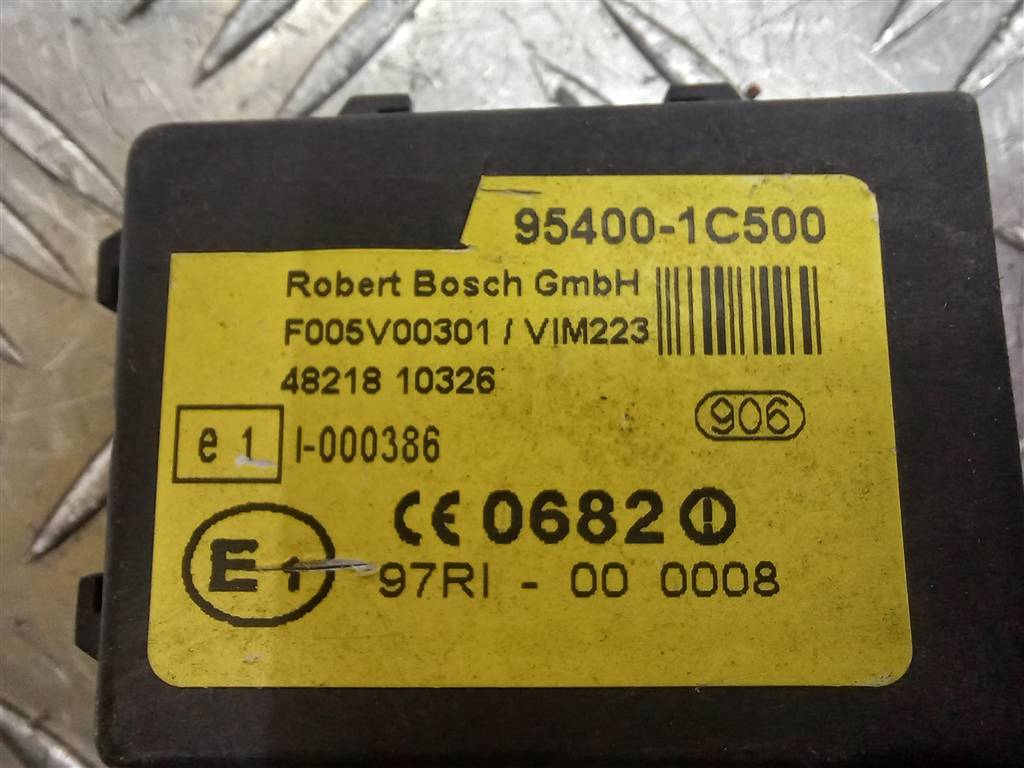 95400-1C500
Robert Bosch GmbH
F005V00301 / VIM223
48218 10326
906
e 1 I-000386
CE 0682
E1 97RI - 00 0008